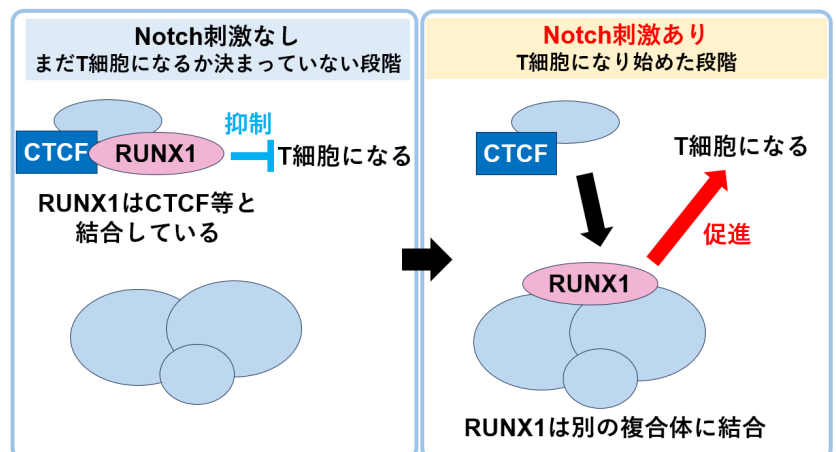 Notch刺激なし
まだT細胞になるか決まっていない段階
CTCF
RUNX1
抑制
T細胞になる
RUNX1はCTCF等と
結合している
Notch刺激あり
T細胞になり始めた段階
CTCF
T細胞になる
促進
RUNX1
RUNX1は別の複合体に結合